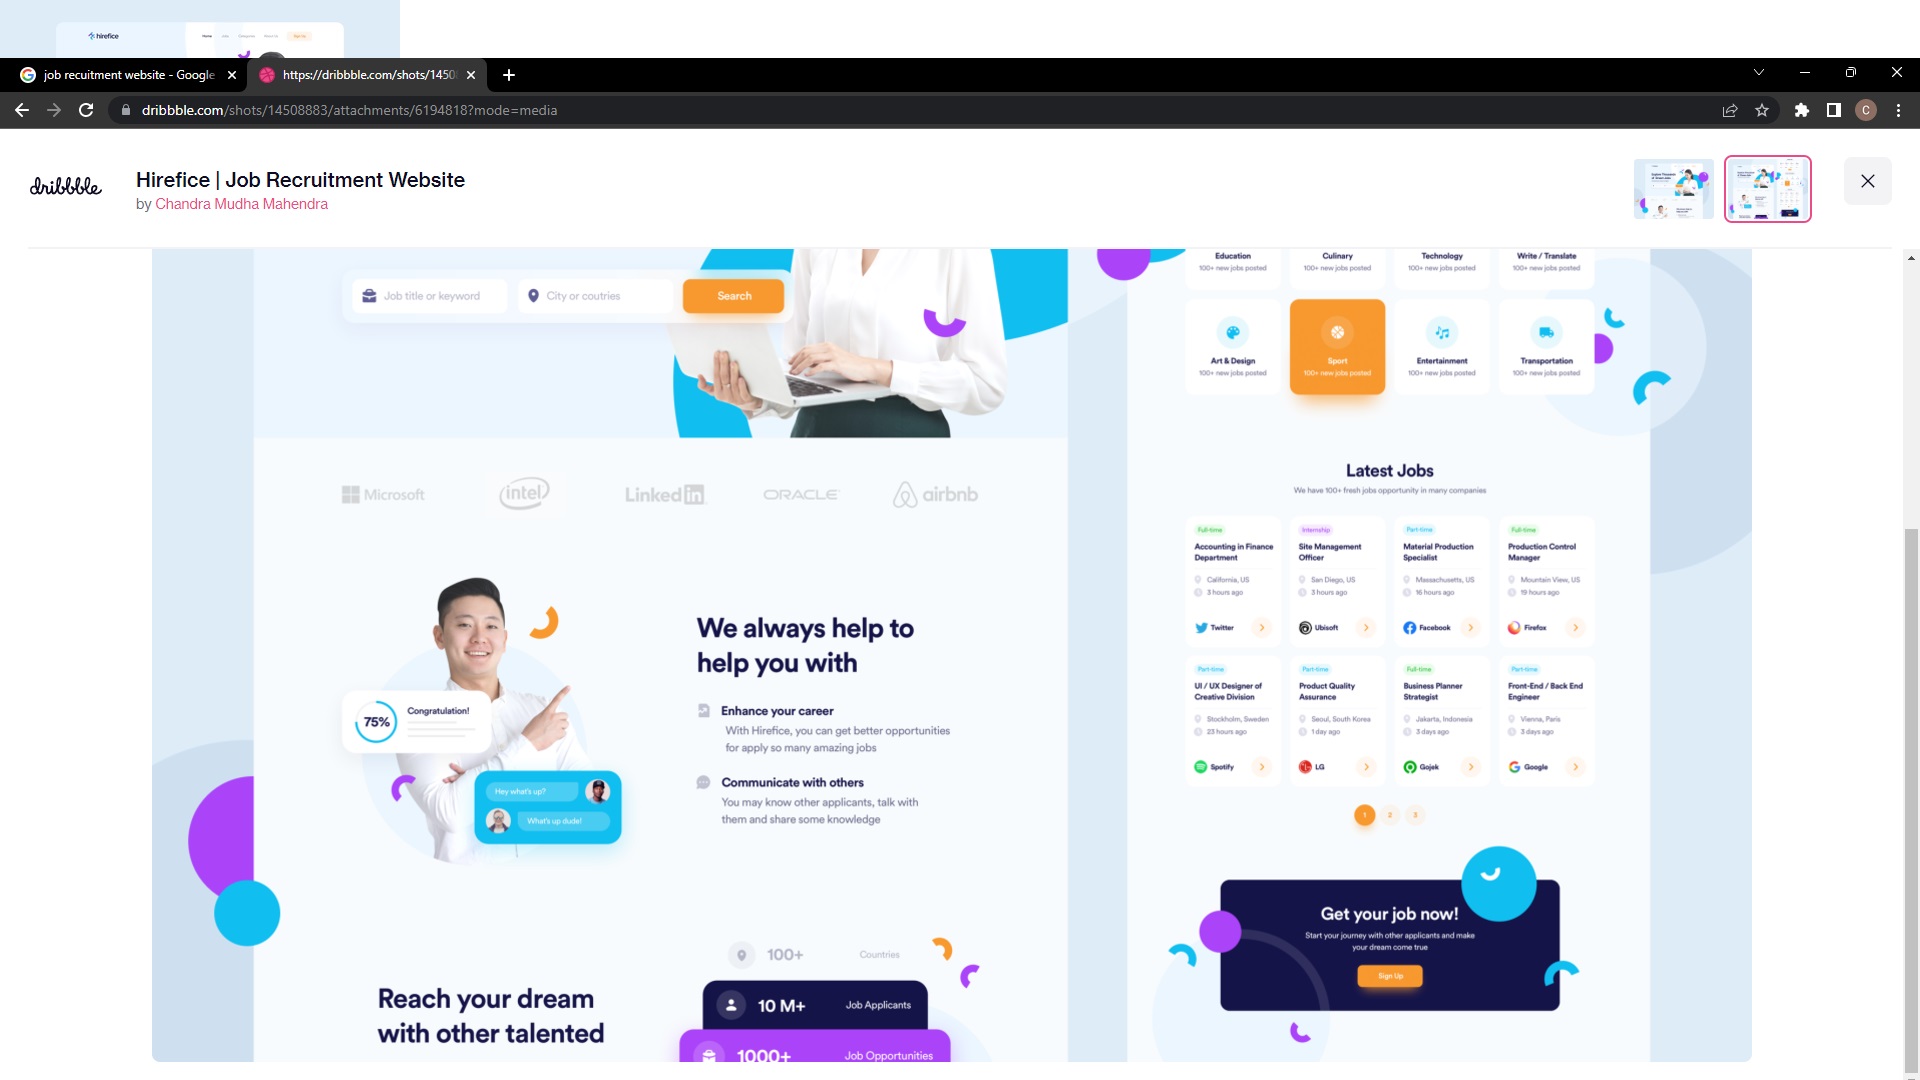 hirefice
Home Jobs Categories About Us Sign Up
job recuitment website - Google
https://dribbble.com/shots/1450
dribbble.com/shots/14508883/attachments/6194818?mode=media
C
dribbble
Hirefice | Job Recruitment Website
by Chandra Mudha Mahendra
Job title or keyword
City or coutries
Search
Microsoft
intel
Linked in
ORACLE
airbnb
75%
Congratulation!
Hey what's up?
What's up dude!
We always help to
help you with
Enhance your career
With Hirefice, you can get better opportunities
for apply so many amazing jobs
Communicate with others
You may know other applicants, talk with
them and share some knowledge
Reach your dream
with other talented
100+ Countries
10 M+ Job Applicants
1000+ Job Opportunities
Education
100+ new jobs posted
Culinary
100+ new jobs posted
Technology
100+ new jobs posted
Write / Translate
100+ new jobs posted
Art & Design
100+ new jobs posted
Sport
100+ new jobs posted
Entertainment
100+ new jobs posted
Transportation
100+ new jobs posted
Latest Jobs
We have 100+ fresh jobs opportunity in many companies
Full-time
Accounting in Finance
Department
California, US
3 hours ago
Twitter
Internship
Site Management
Officer
San Diego, US
3 hours ago
Ubisoft
Part-time
Material Production
Specialist
Massachusetts, US
16 hours ago
Facebook
Full-time
Production Control
Manager
Mountain View, US
19 hours ago
Firefox
Part-time
UI / UX Designer of
Creative Division
Stockholm, Sweden
23 hours ago
Spotify
Part-time
Product Quality
Assurance
Seoul, South Korea
1 day ago
LG
Full-time
Business Planner
Strategist
Jakarta, Indonesia
3 days ago
Gojek
Part-time
Front-End / Back End
Engineer
Vienna, Paris
3 days ago
Google
1 2 3
Get your job now!
Start your journey with other applicants and make
your dream come true
Sign Up